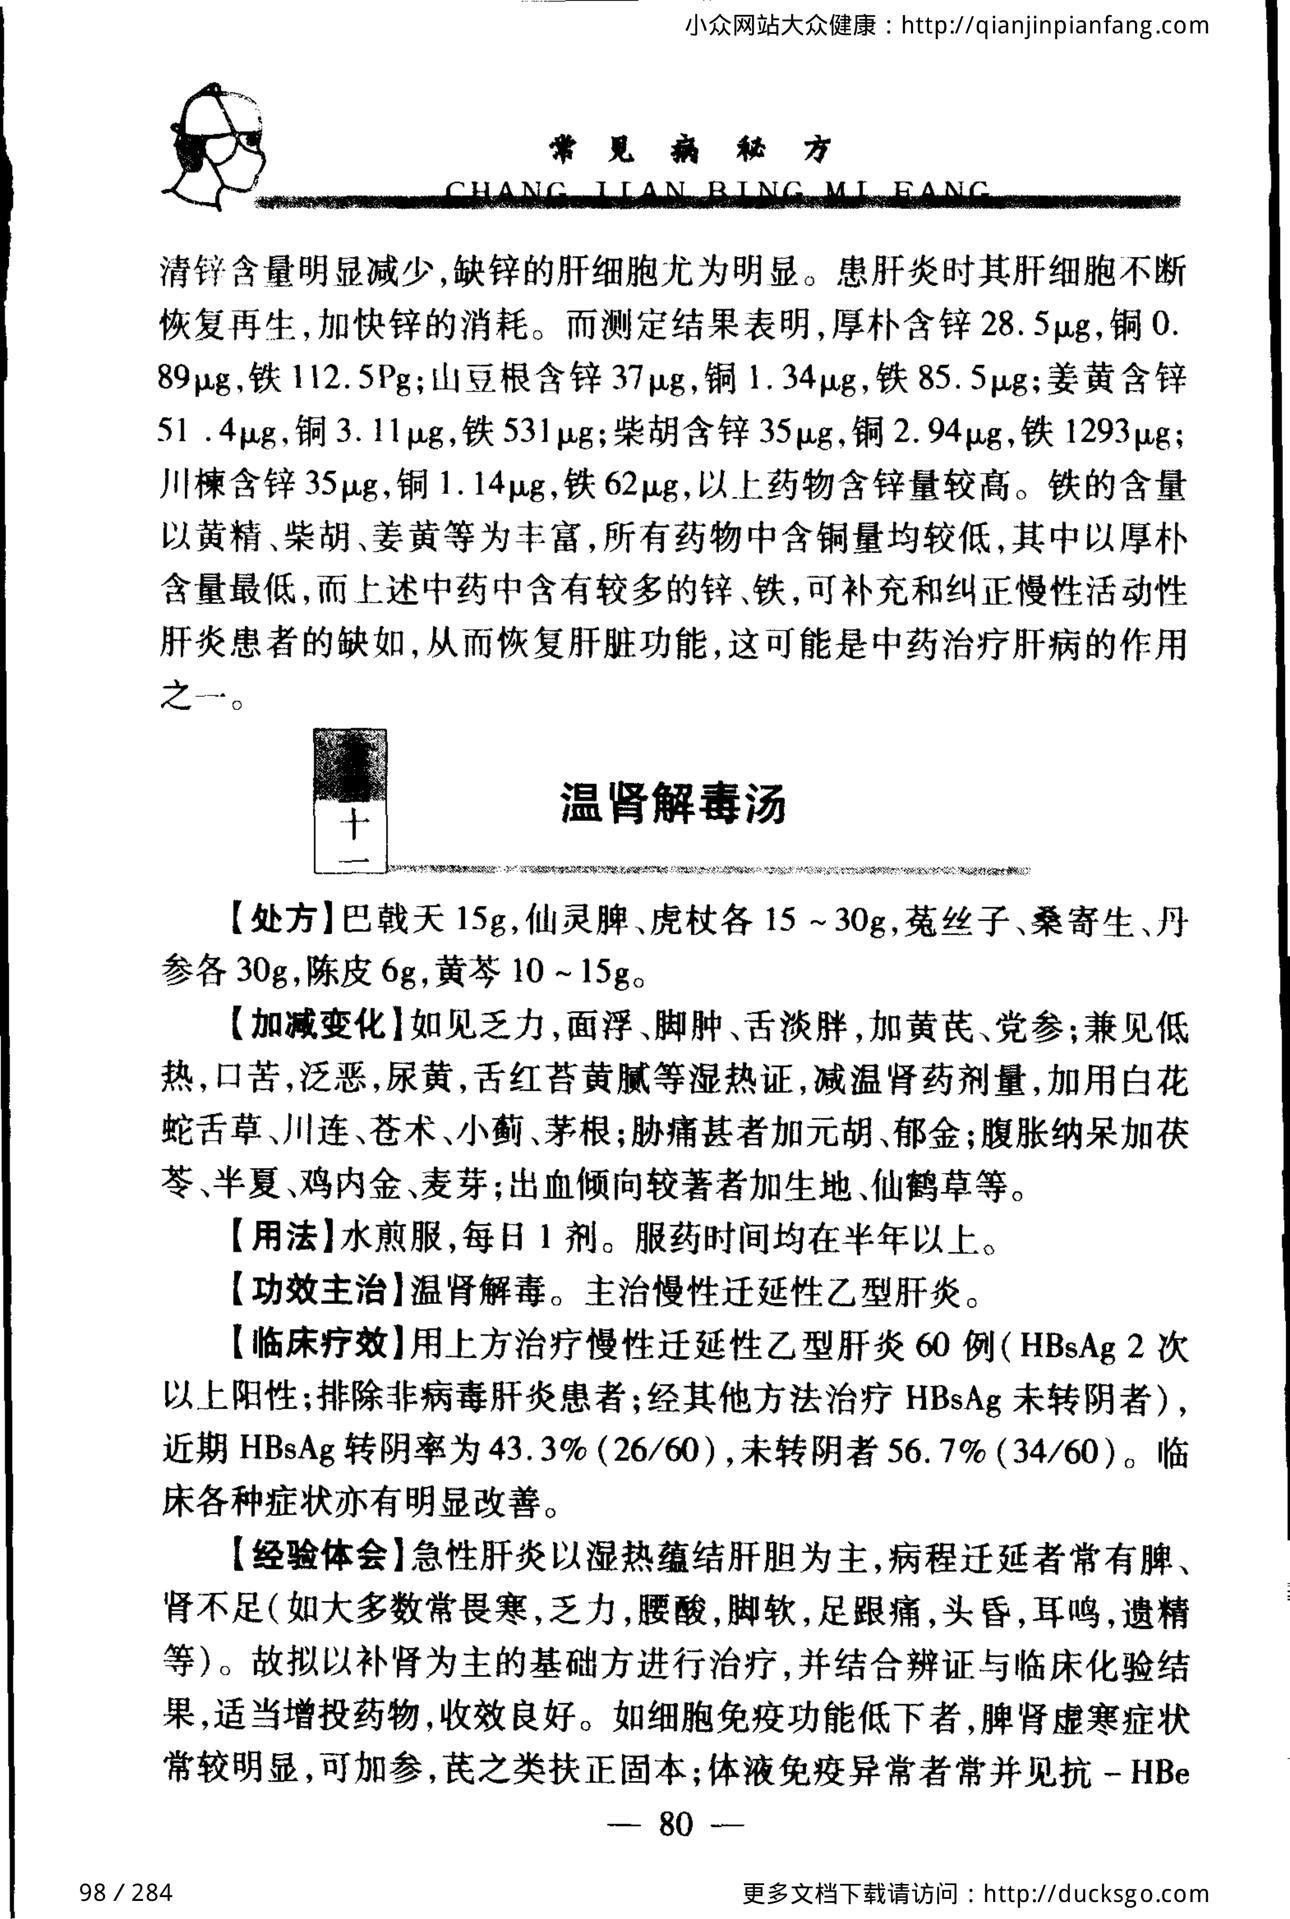 小众网站大众健康：http://qianjinpianfang.com
常见病秘方
CHANG JIAN BING MI FANG
清锌含量明显减少,缺锌的肝细胞尤为明显。患肝炎时其肝细胞不断
恢复再生,加快锌的消耗。而测定结果表明,厚朴含锌 28.5μg,铜 0.
89μg,铁 112.5Pg;山豆根含锌 37μg,铜 1.34μg,铁 85.5μg;姜黄含锌
51 .4μg,铜 3.11μg,铁 531μg;柴胡含锌 35μg,铜 2.94μg,铁 1293μg;
川楝含锌 35μg,铜 1.14μg,铁 62μg,以上药物含锌量较高。铁的含量
以黄精、柴胡、姜黄等为丰富,所有药物中含铜量均较低,其中以厚朴
含量最低,而上述中药中含有较多的锌、铁,可补充和纠正慢性活动性
肝炎患者的缺如,从而恢复肝脏功能,这可能是中药治疗肝病的作用
之一。
十一
温肾解毒汤
【处方】巴戟天 15g,仙灵脾、虎杖各 15 ~ 30g,菟丝子、桑寄生、丹
参各 30g,陈皮 6g,黄芩 10 ~ 15g。
【加减变化】如见乏力,面浮、脚肿、舌淡胖,加黄芪、党参;兼见低
热,口苦,泛恶,尿黄,舌红苔黄腻等湿热证,减温肾药剂量,加用白花
蛇舌草、川连、苍术、小蓟、茅根;胁痛甚者加元胡、郁金;腹胀纳呆加茯
苓、半夏、鸡内金、麦芽;出血倾向较著者加生地、仙鹤草等。
【用法】水煎服,每日 1 剂。服药时间均在半年以上。
【功效主治】温肾解毒。主治慢性迁延性乙型肝炎。
【临床疗效】用上方治疗慢性迁延性乙型肝炎 60 例(HBsAg 2 次
以上阳性;排除非病毒肝炎患者;经其他方法治疗 HBsAg 未转阴者),
近期 HBsAg 转阴率为 43.3% (26/60),未转阴者 56.7% (34/60)。临
床各种症状亦有明显改善。
【经验体会】急性肝炎以湿热蕴结肝胆为主,病程迁延者常有脾、
肾不足(如大多数常畏寒,乏力,腰酸,脚软,足跟痛,头昏,耳鸣,遗精
等)。故拟以补肾为主的基础方进行治疗,并结合辨证与临床化验结
果,适当增投药物,收效良好。如细胞免疫功能低下者,脾肾虚寒症状
常较明显,可加参,芪之类扶正固本;体液免疫异常者常并见抗 - HBe
— 80 —
98 / 284
更多文档下载请访问：http://ducksgo.com